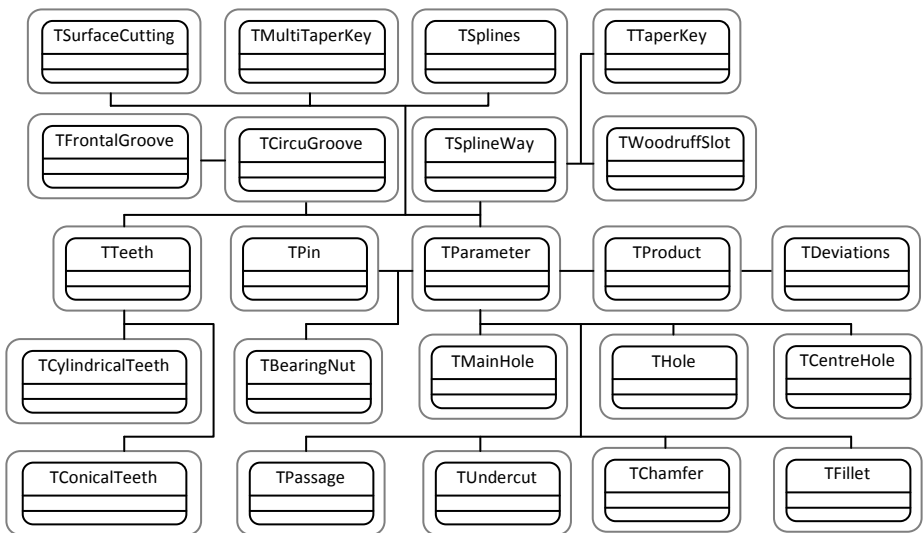 TSurfaceCutting
TMultiTaperKey
TSplines
TTaperKey
TFrontalGroove
TCircuGroove
TSplineWay
TWoodruffSlot
TTeeth
TPin
TParameter
TProduct
TDeviations
TCylindricalTeeth
TBearingNut
TMainHole
THole
TCentreHole
TConicalTeeth
TPassage
TUndercut
TChamfer
TFillet